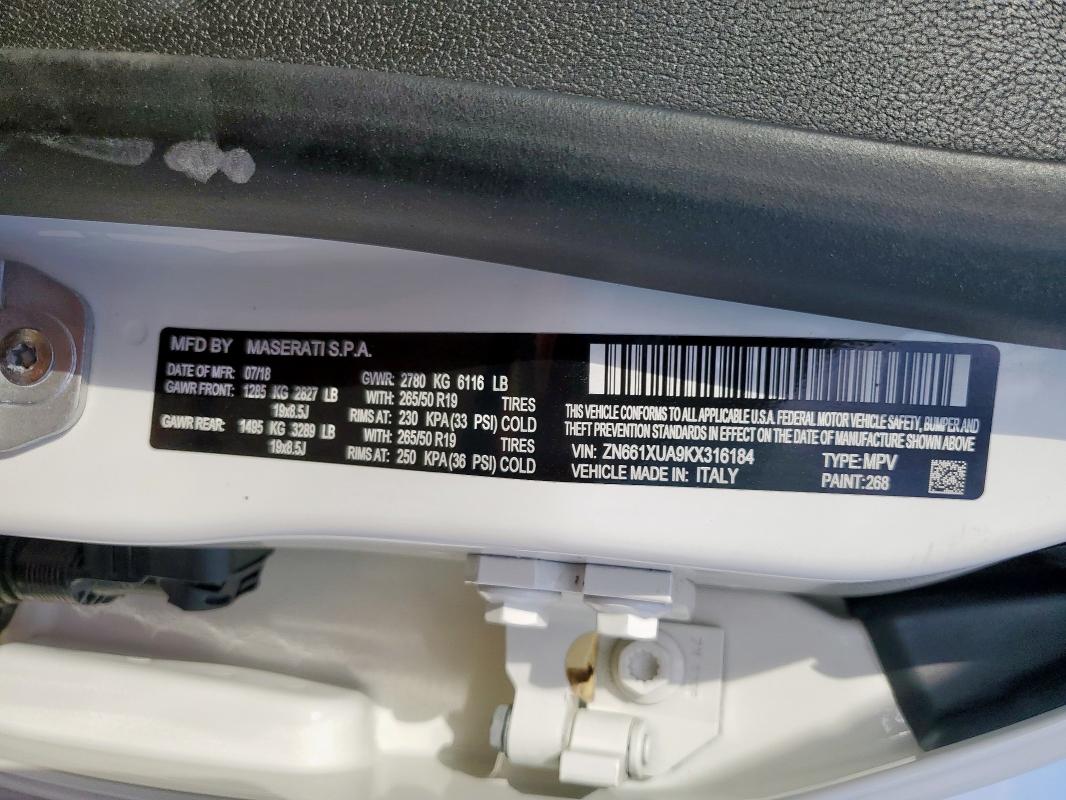 MFD BY MASERATI S.P.A.
DATE OF MFR: 07/18 GVWR: 2780 KG 6116 LB
GAWR FRONT: 1285 KG 2827 LB WITH: 265/50 R19 TIRES
19x8.5J RIMS AT: 230 KPA(33 PSI) COLD
GAWR REAR: 1495 KG 3289 LB WITH: 265/50 R19 TIRES
19x8.5J RIMS AT: 250 KPA(36 PSI) COLD
THIS VEHICLE CONFORMS TO ALL APPLICABLE U.S.A. FEDERAL MOTOR VEHICLE SAFETY, BUMPER AND
THEFT PREVENTION STANDARDS IN EFFECT ON THE DATE OF MANUFACTURE SHOWN ABOVE
VIN: ZN661XUA9KX316184 TYPE: MPV
VEHICLE MADE IN: ITALY PAINT: 268